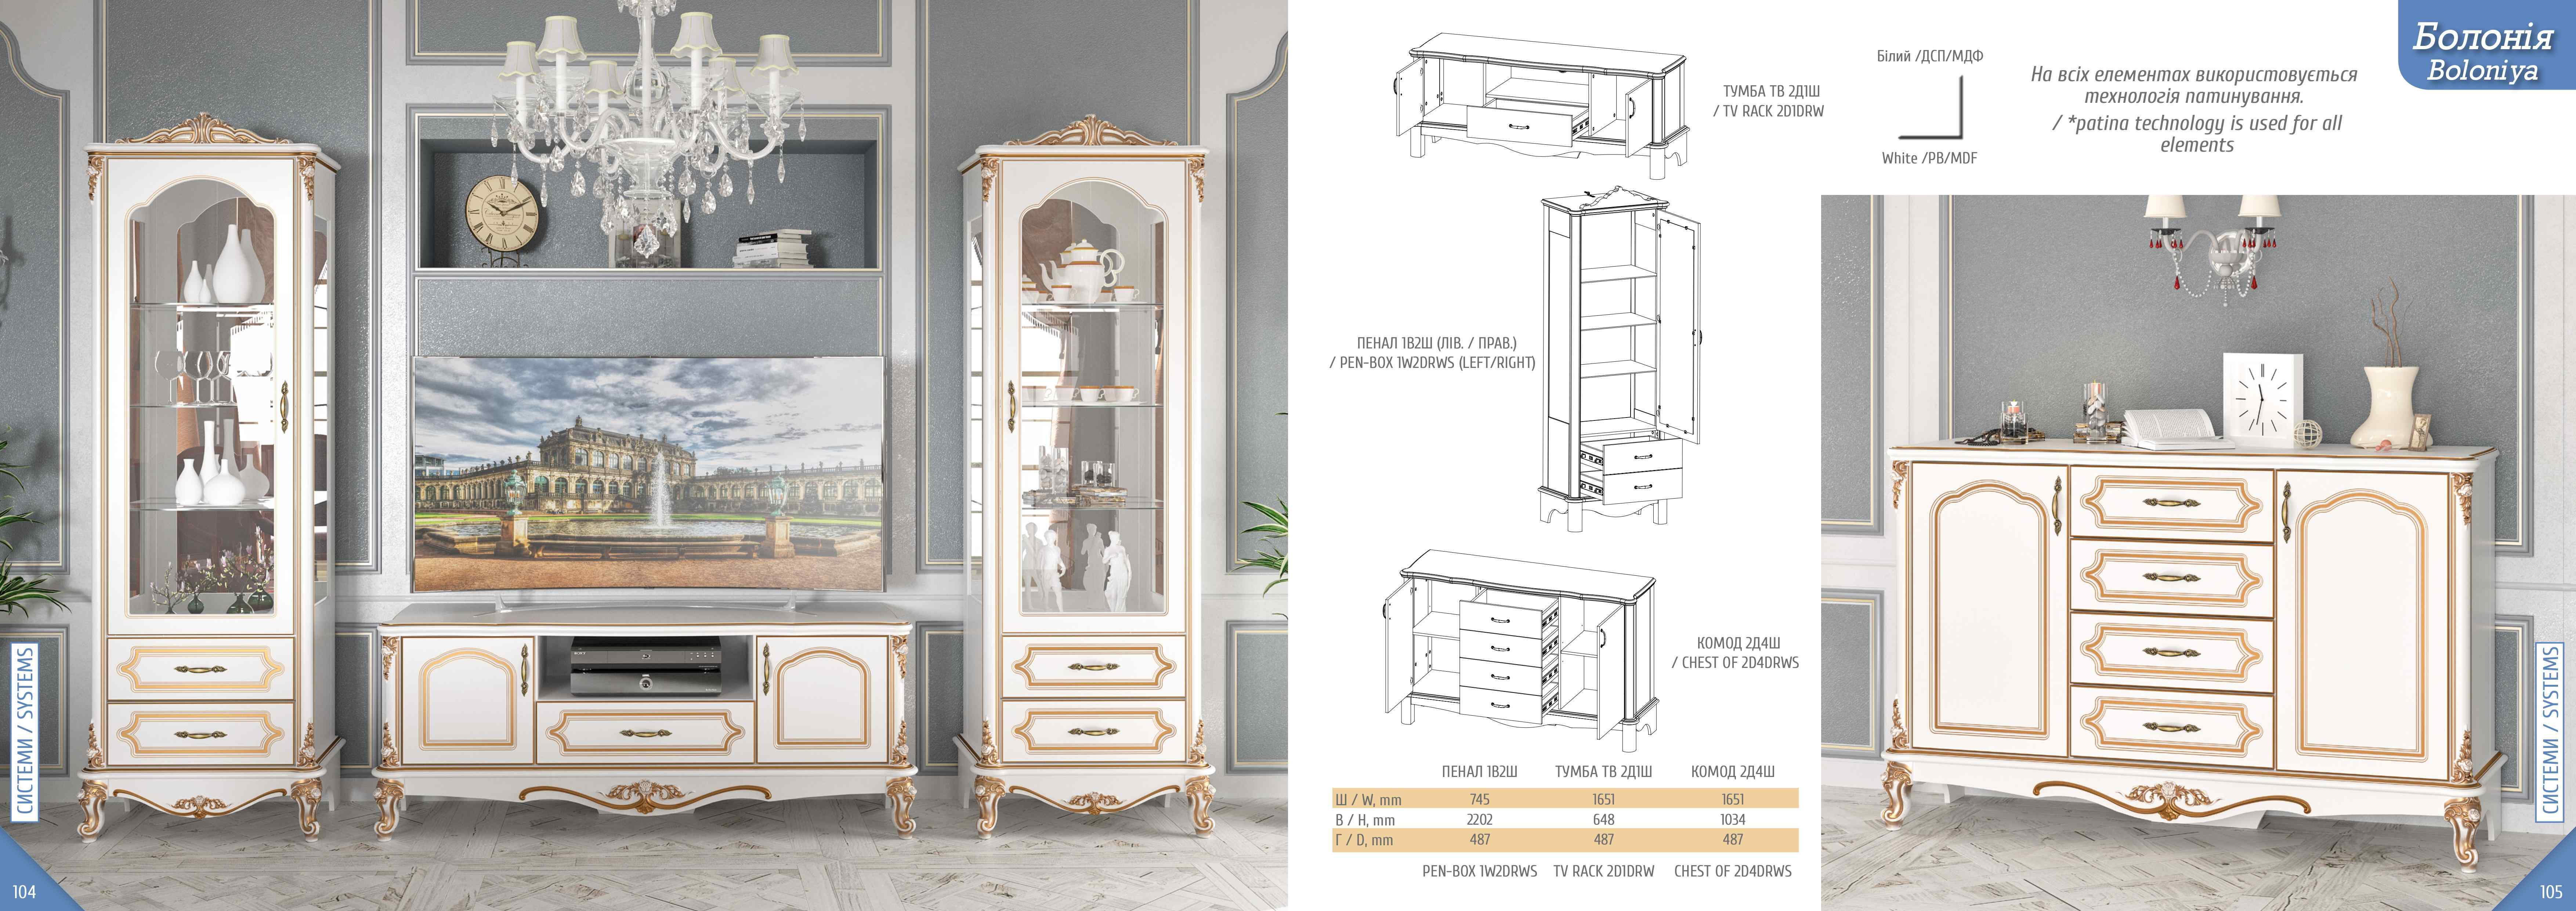 СИСТЕМИ / SYSTEMS
104
ТУМБА ТВ 2Д1Ш
/ TV RACK 2D1DRW
Білий /ДСП/МДФ
White /PB/MDF
На всіх елементах використовується
технологія патинування.
/ *patina technology is used for all
elements
Болонія
Boloniya
ПЕНАЛ 1В2Ш (ЛІВ. / ПРАВ.)
/ PEN-BOX 1W2DRWS (LEFT/RIGHT)
КОМОД 2Д4Ш
/ CHEST OF 2D4DRWS
ПЕНАЛ 1В2Ш ТУМБА ТВ 2Д1Ш КОМОД 2Д4Ш
Ш / W, mm 745 1651 1651
В / H, mm 2202 648 1034
Г / D, mm 487 487 487
PEN-BOX 1W2DRWS TV RACK 2D1DRW CHEST OF 2D4DRWS
СИСТЕМИ / SYSTEMS
105